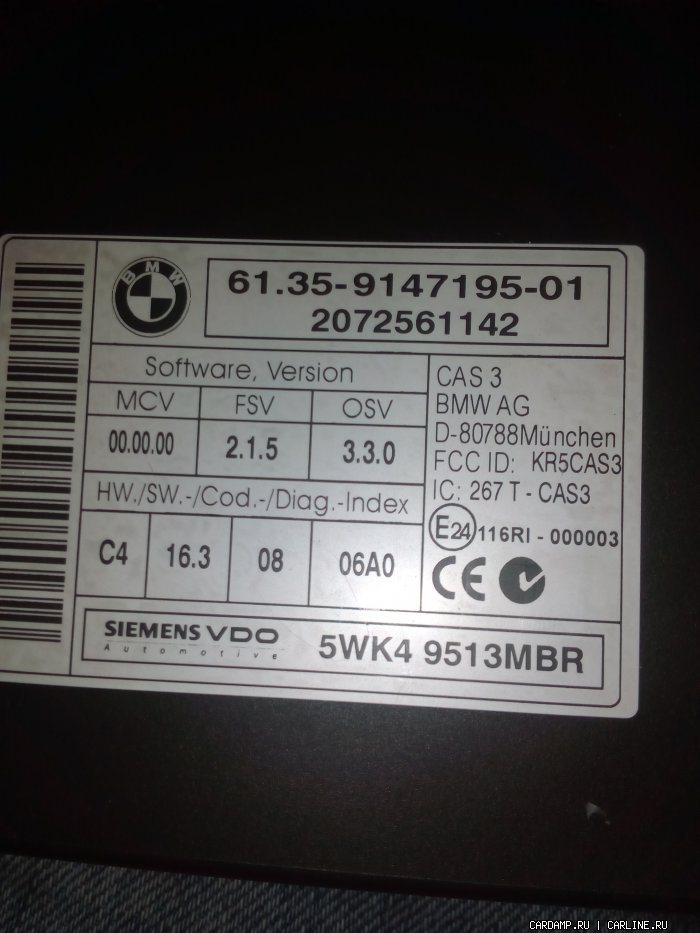 BMW
61.35-9147195-01
2072561142
Software, Version
MCV FSV OSV
00.00.00 2.1.5 3.3.0
HW./SW.-/Cod.-/Diag.-Index
C4 16.3 08 06A0
CAS 3
BMW AG
D-80788München
FCC ID: KR5CAS3
IC: 267 T - CAS3
E24 116RI - 000003
CE
SIEMENS VDO
Automotive
5WK4 9513MBR
CARDAMP.RU | CARLINE.RU